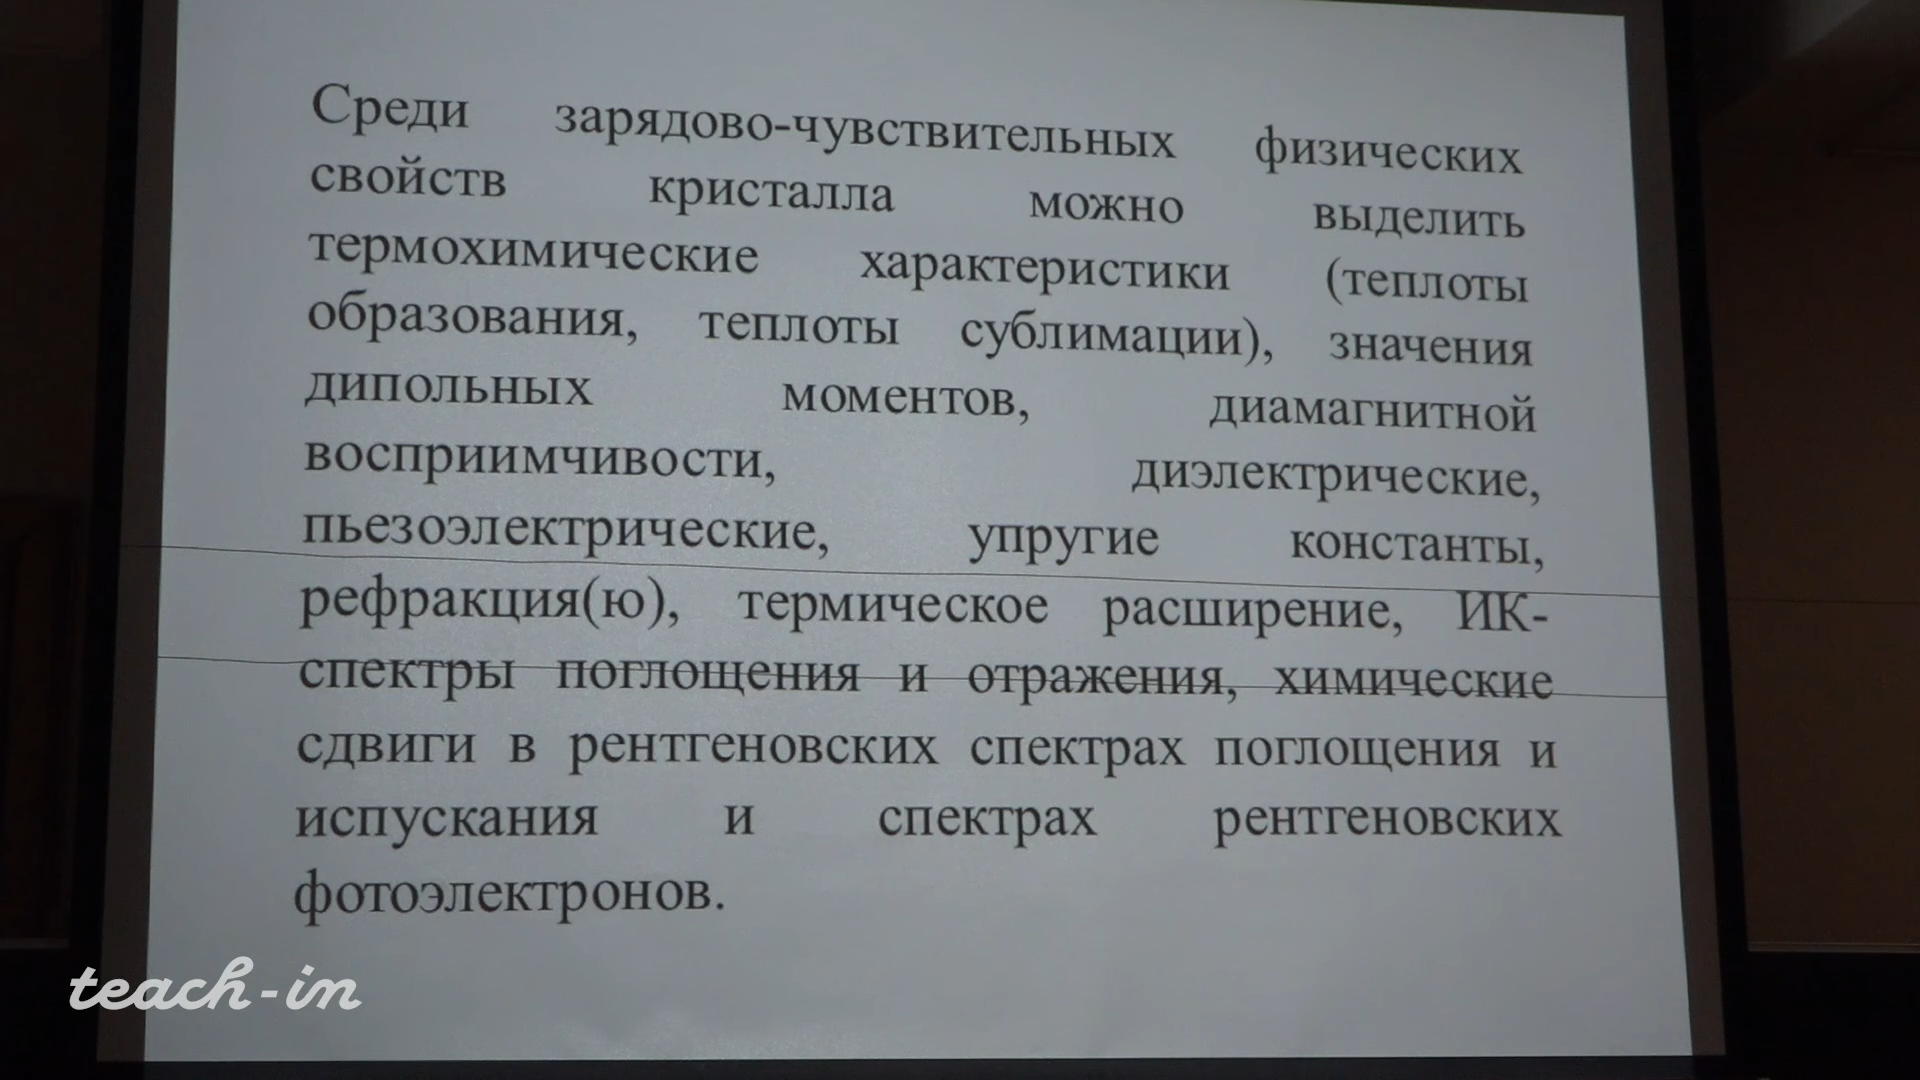 Среди зарядово-чувствительных физических
свойств кристалла можно выделить
термохимические характеристики (теплоты
образования, теплоты сублимации), значения
дипольных моментов, диамагнитной
восприимчивости, диэлектрические,
пьезоэлектрические, упругие константы,
рефракция(ю), термическое расширение, ИК-
спектры поглощения и отражения, химические
сдвиги в рентгеновских спектрах поглощения и
испускания и спектрах рентгеновских
фотоэлектронов.
teach-in